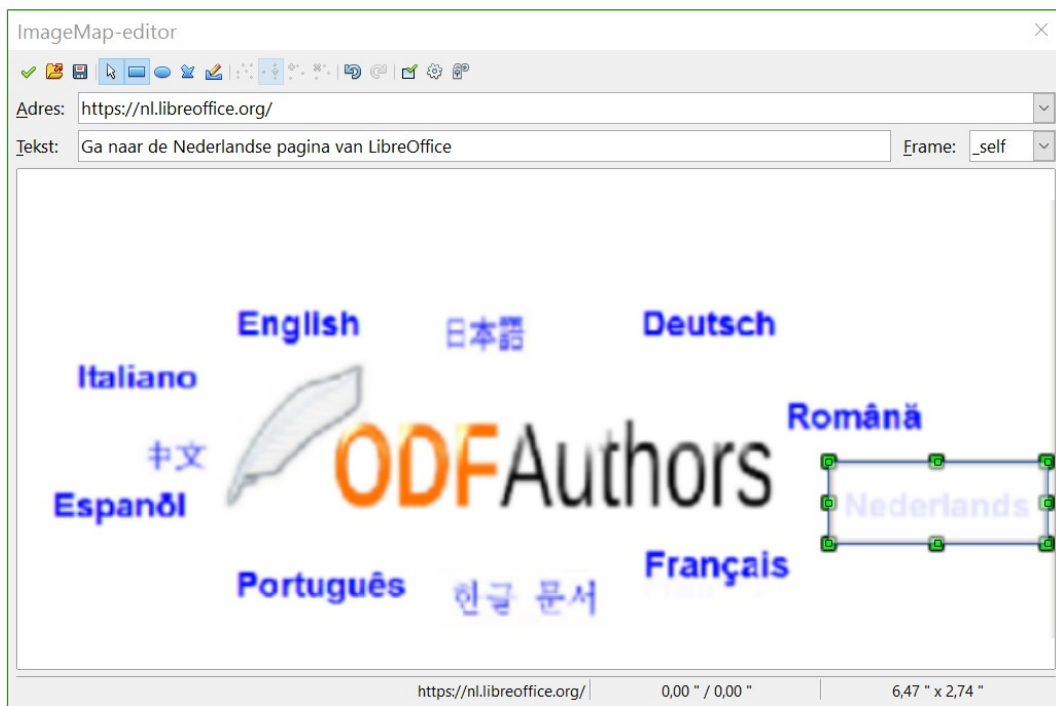 ImageMap-editor
Adres: https://nl.libreoffice.org/
Tekst: Ga naar de Nederlandse pagina van LibreOffice Frame: _self
English 日本語 Deutsch
Italiano
Română
中文 ODFAuthors
Espanõl Nederlands
Português 한글 문서 Français
https://nl.libreoffice.org/ 0,00 " / 0,00 " 6,47 " x 2,74 "